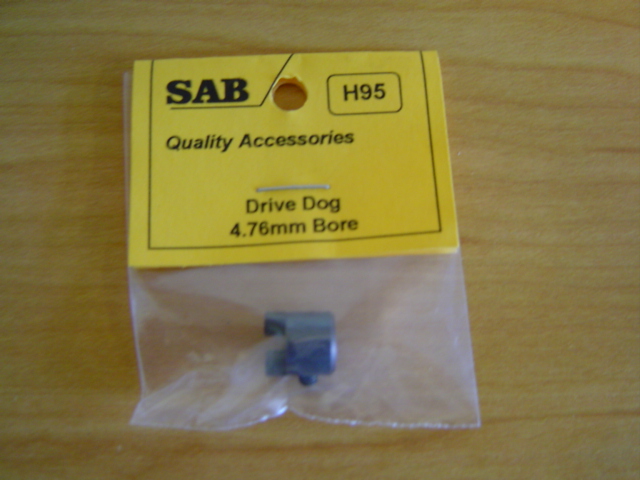 SAB
H95
Quality Accessories
Drive Dog
4.76mm Bore